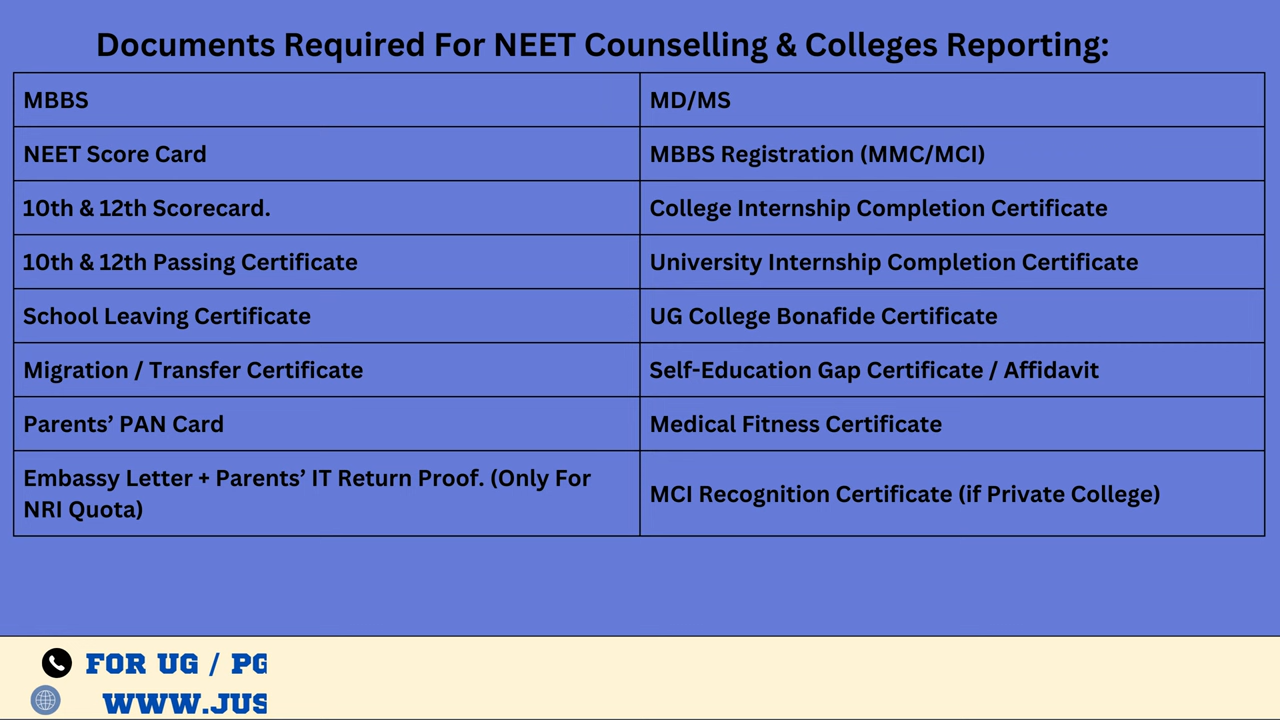 Documents Required For NEET Counselling & Colleges Reporting:
MBBS
MD/MS
NEET Score Card
MBBS Registration (MMC/MCI)
10th & 12th Scorecard.
College Internship Completion Certificate
10th & 12th Passing Certificate
University Internship Completion Certificate
School Leaving Certificate
UG College Bonafide Certificate
Migration / Transfer Certificate
Self-Education Gap Certificate / Affidavit
Parents’ PAN Card
Medical Fitness Certificate
Embassy Letter + Parents’ IT Return Proof. (Only For
NRI Quota)
MCI Recognition Certificate (if Private College)
FOR UG / PG
WWW.JUS